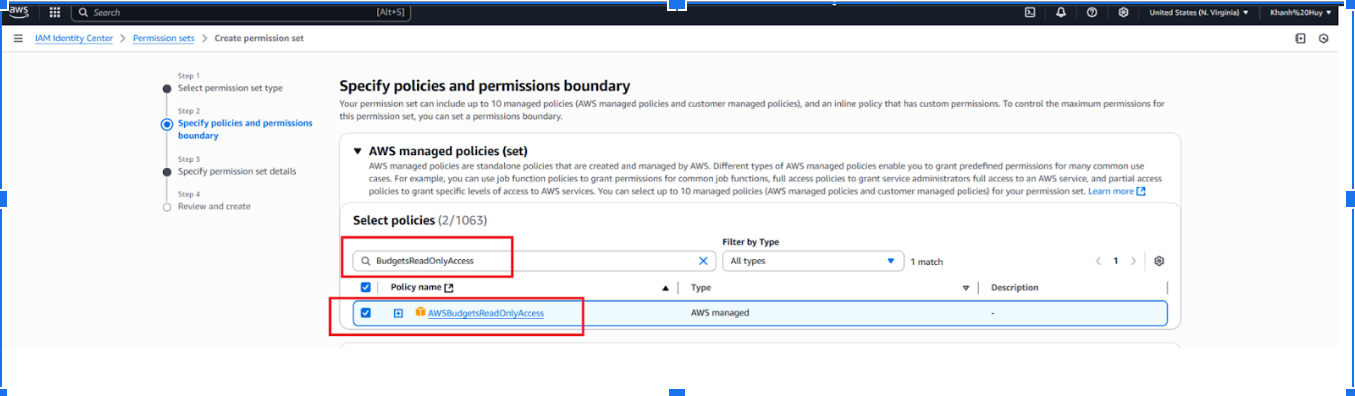 aws
Search
[Alt+S]
United States (N. Virginia)
Khanh%20Huy
IAM Identity Center > Permission sets > Create permission set
Step 1
Select permission set type
Step 2
Specify policies and permissions
boundary
Step 3
Specify permission set details
Step 4
Review and create
Specify policies and permissions boundary
Your permission set can include up to 10 managed policies (AWS managed policies and customer managed policies), and an inline policy that has custom permissions. To control the maximum permissions for
this permission set, you can set a permissions boundary.
AWS managed policies (set)
AWS managed policies are standalone policies that are created and managed by AWS. Different types of AWS managed policies enable you to grant predefined permissions for many common use
cases. For example, you can use job function policies to grant permissions for common job functions, full access policies to grant service administrators full access to an AWS service, and partial access
policies to grant specific levels of access to AWS services. You can select up to 10 managed policies (AWS managed policies and customer managed policies) for your permission set. Learn more
Select policies (2/1063)
Filter by Type
BudgetsReadOnlyAccess
All types
1 match
1
Policy name
Type
Description
AWSBudgetsReadOnlyAccess
AWS managed
-